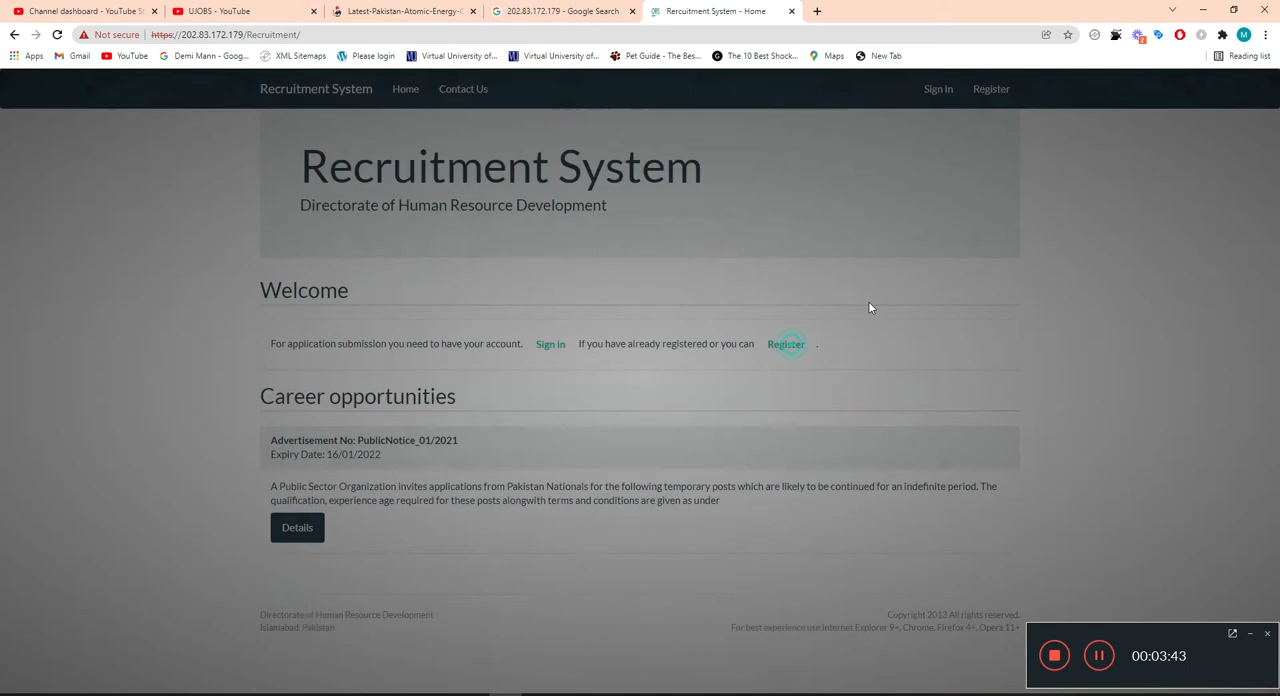 Channel dashboard - YouTube St
UJOBS - YouTube
Latest-Pakistan-Atomic-Energy-C
202.83.172.179 - Google Search
Rercruitment System - Home
Not secure | https://202.83.172.179/Recruitment/
2
M
Apps
Gmail
YouTube
Demi Mann - Goog...
XML Sitemaps
Please login
Virtual University of...
Virtual University of...
Pet Guide - The Bes...
The 10 Best Shock...
Maps
New Tab
Reading list
Recruitment System
Home
Contact Us
Sign In
Register
Recruitment System
Directorate of Human Resource Development
Welcome
For application submission you need to have your account. Sign in If you have already registered or you can Register .
Career opportunities
Advertisement No: PublicNotice_01/2021
Expiry Date: 16/01/2022
A Public Sector Organization invites applications from Pakistan Nationals for the following temporary posts which are likely to be continued for an indefinite period. The
qualification, experience age required for these posts alongwith terms and conditions are given as under
Details
Directorate of Human Resource Development
Islamabad, Pakistan
Copyright 2013 All rights reserved.
For best experience use Internet Explorer 9+, Chrome, Firefox 4+, Opera 11+
00:03:43